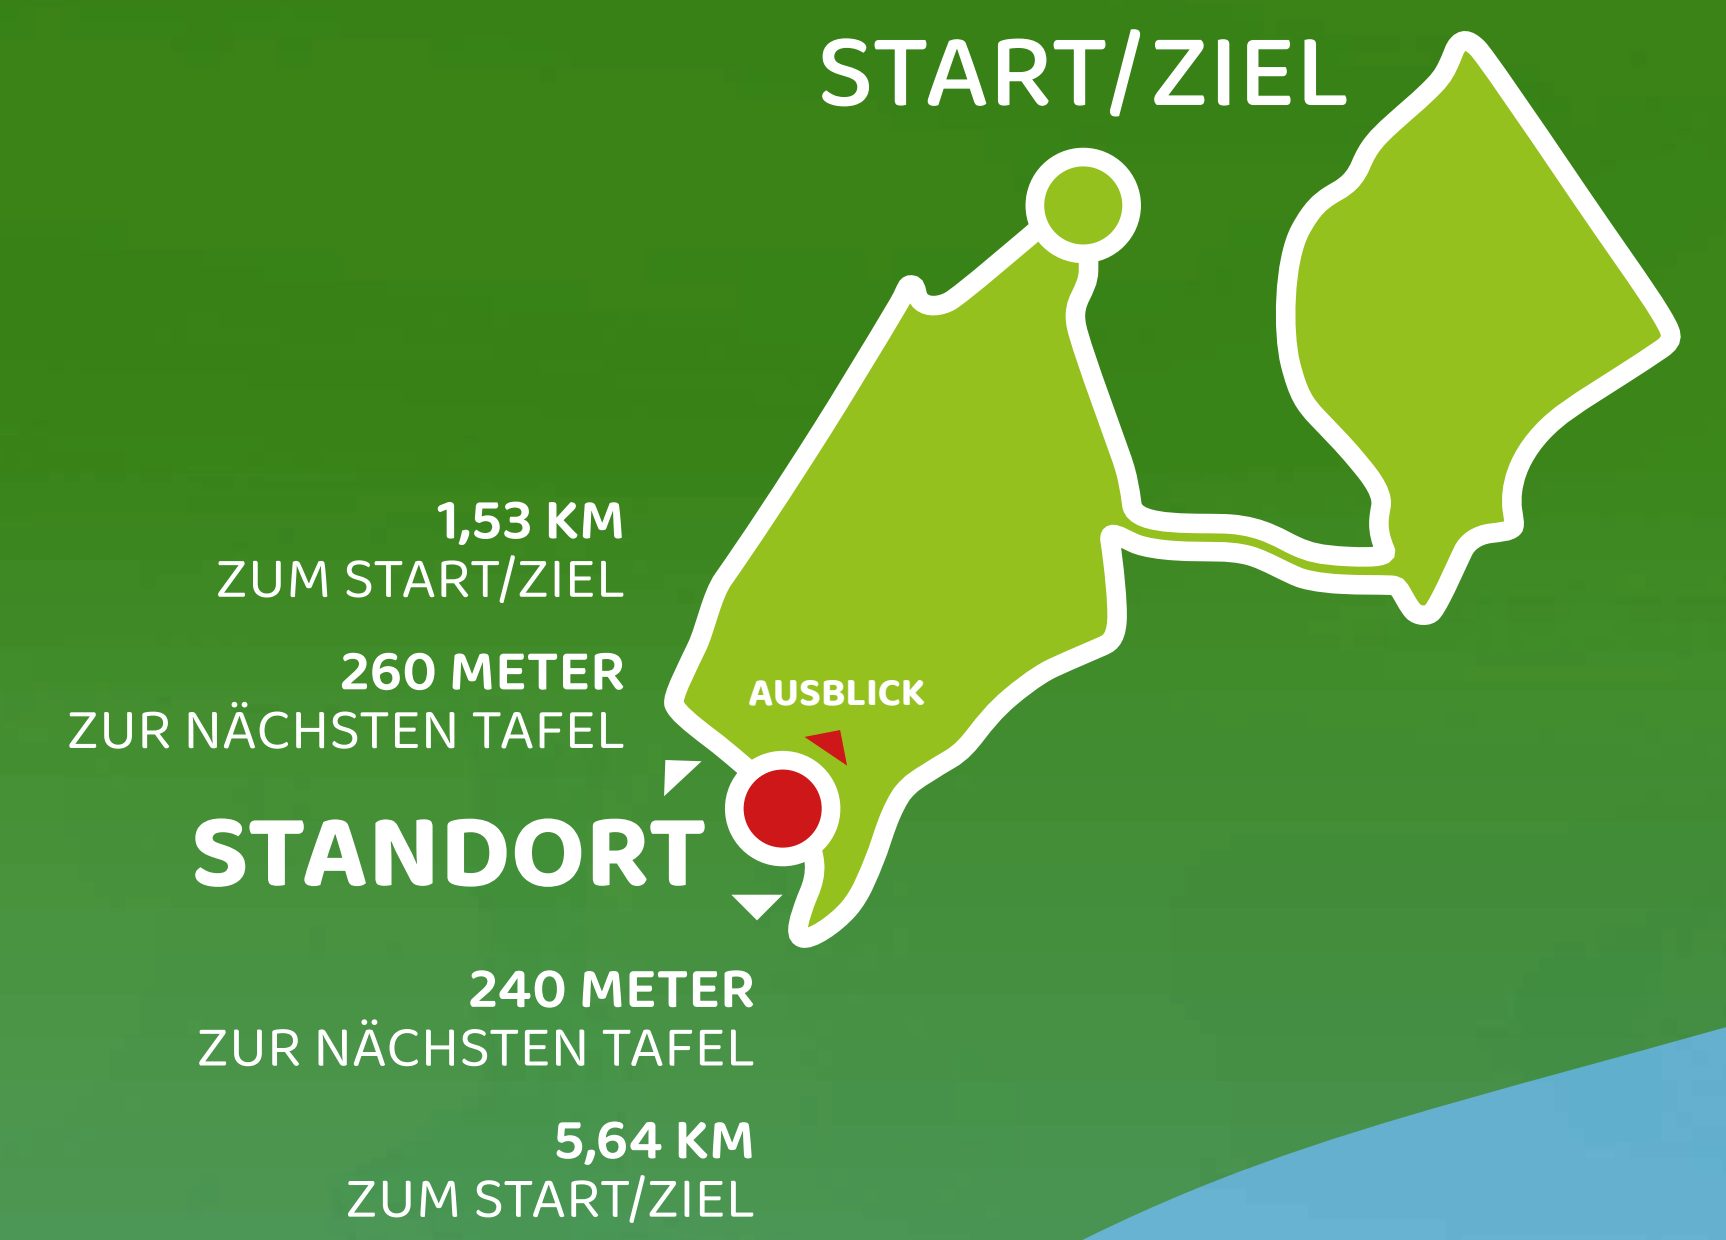 START/ZIEL
1,53 KM
ZUM START/ZIEL
260 METER
ZUR NÄCHSTEN TAFEL
AUSBLICK
STANDORT
240 METER
ZUR NÄCHSTEN TAFEL
5,64 KM
ZUM START/ZIEL